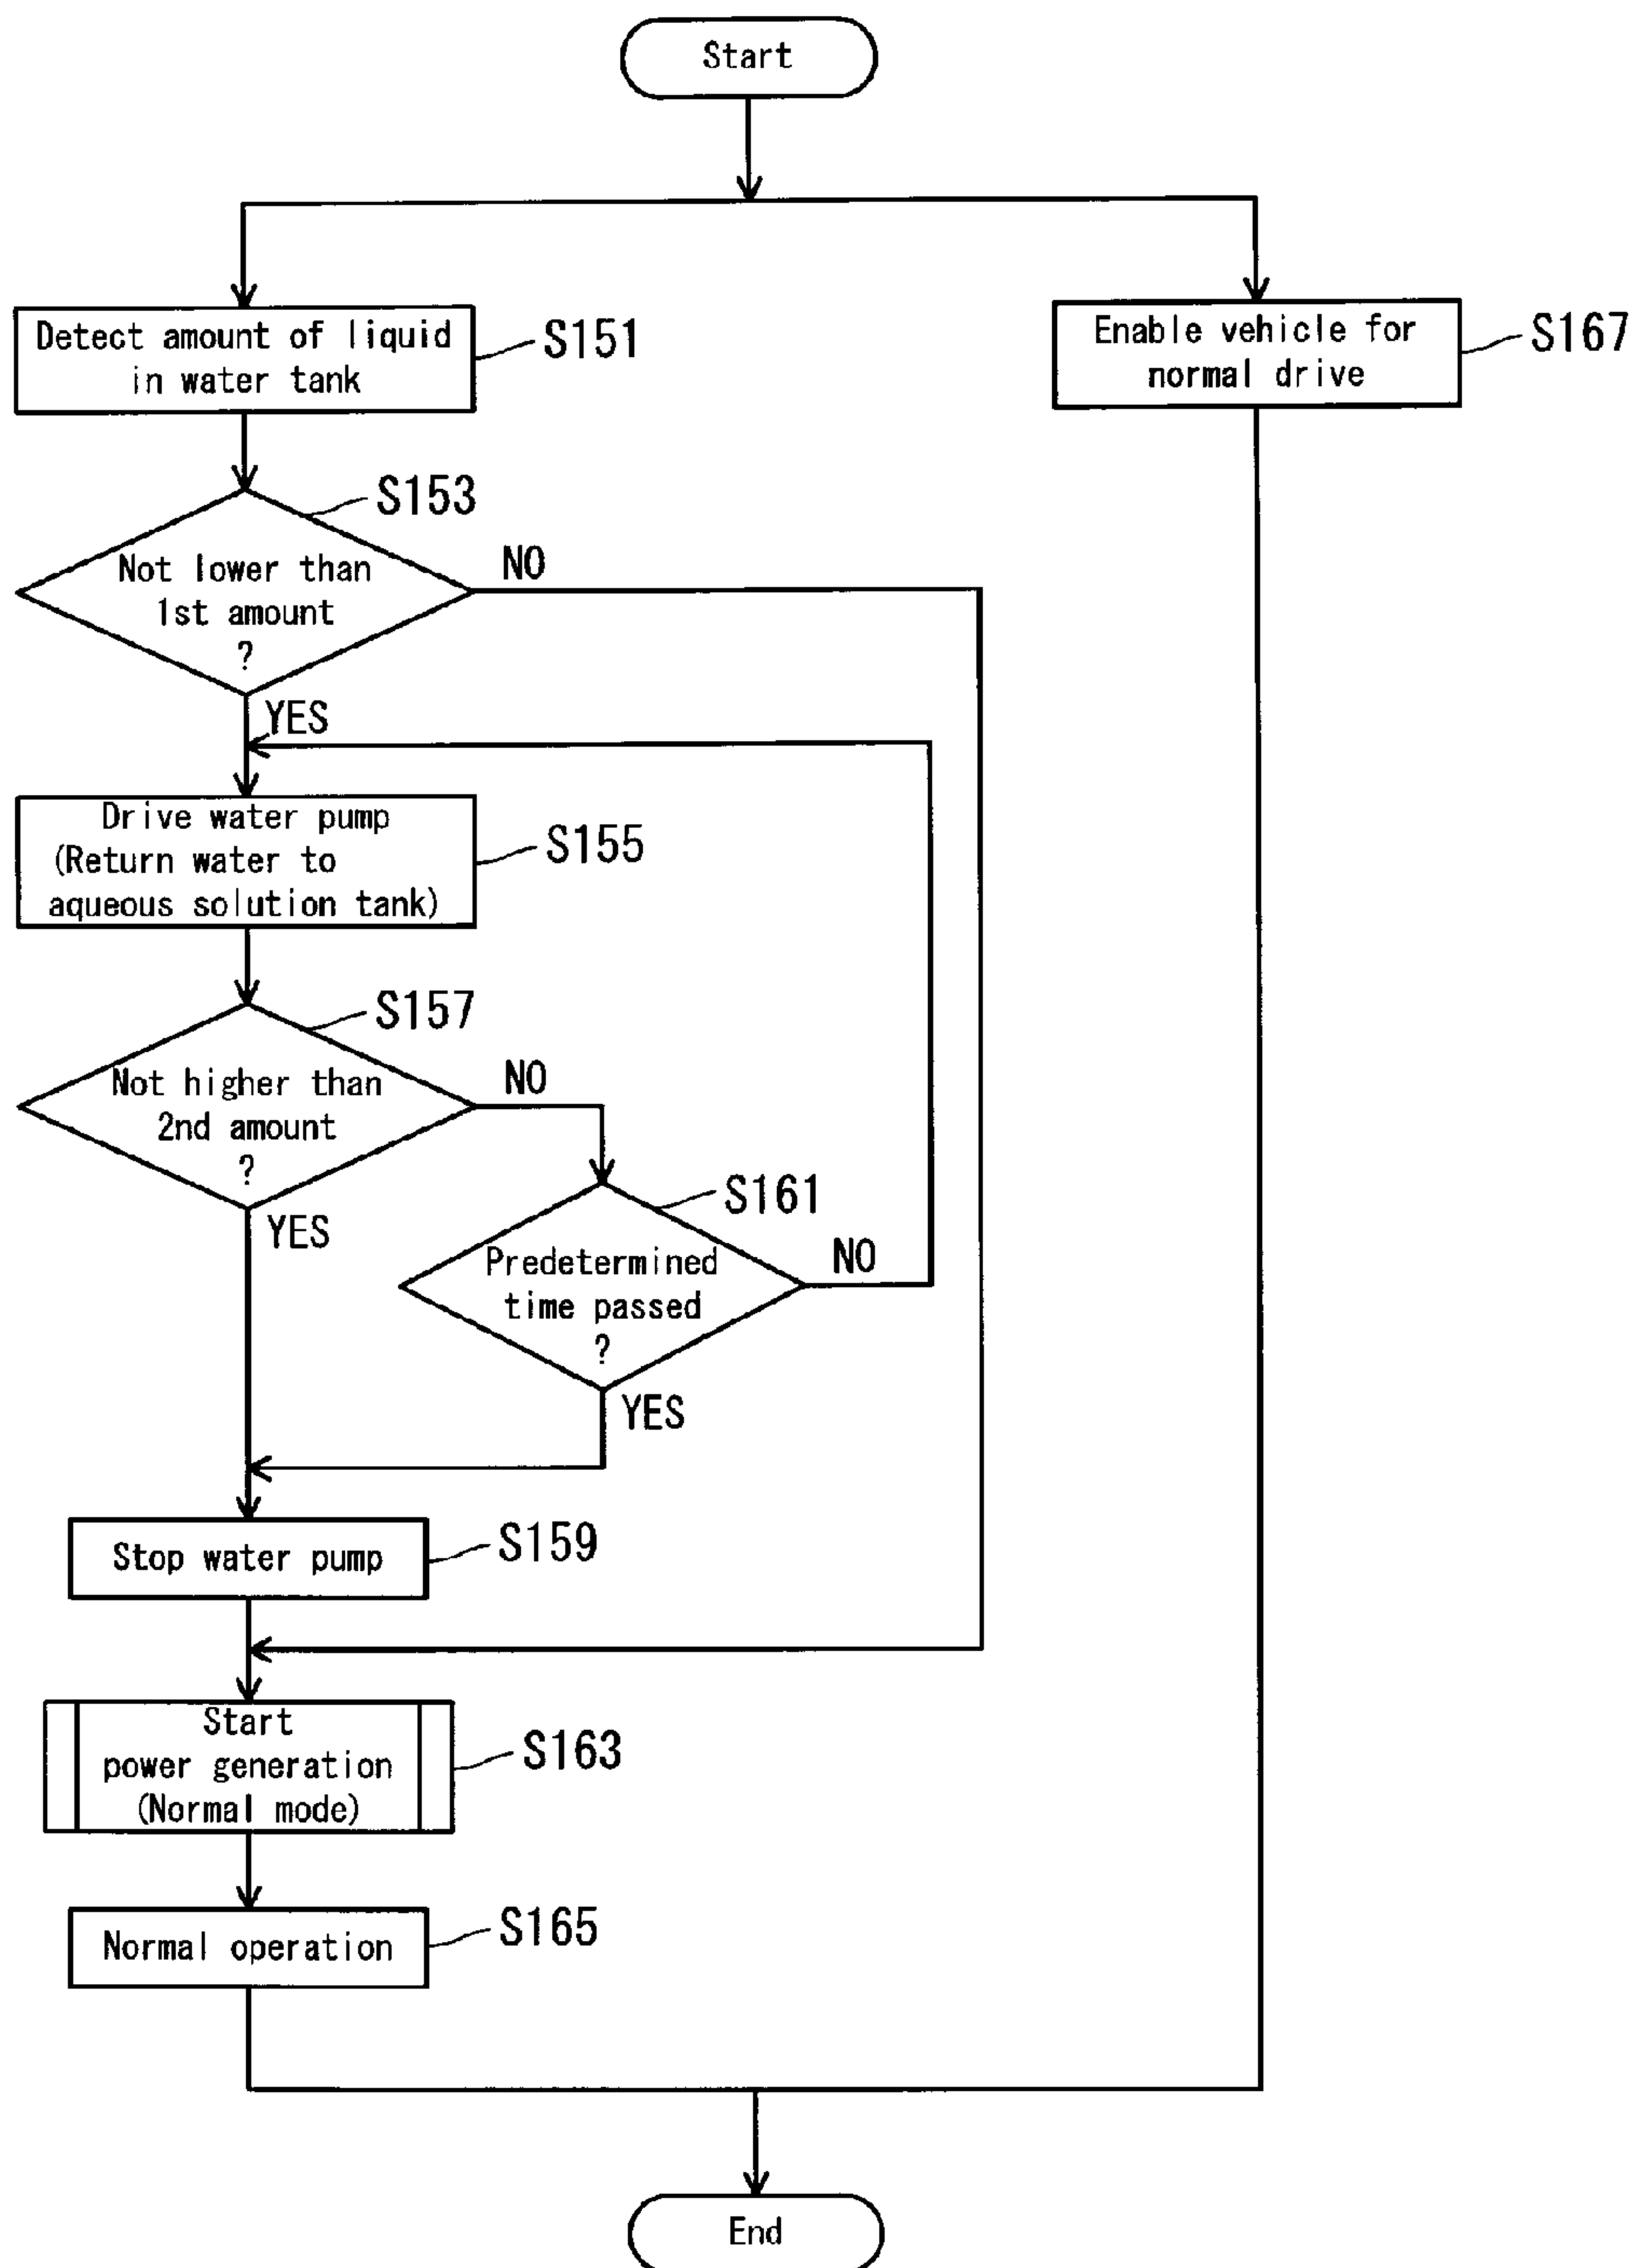 Start
Detect amount of liquid
in water tank
S151
Enable vehicle for
normal drive
S167
S153
Not lower than
1st amount
?
NO
YES
Drive water pump
(Return water to
aqueous solution tank)
S155
S157
Not higher than
2nd amount
?
NO
YES
S161
Predetermined
time passed
?
NO
YES
Stop water pump
S159
Start
power generation
(Normal mode)
S163
Normal operation
S165
End